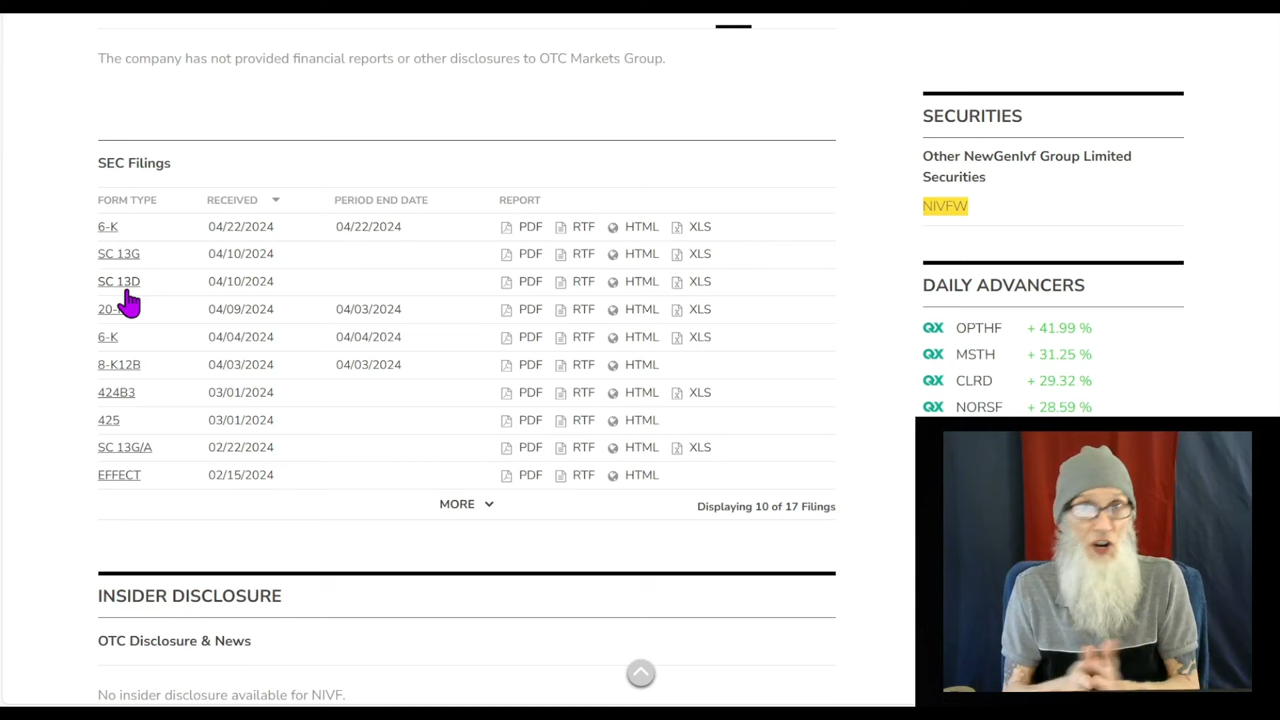 The company has not provided financial reports or other disclosures to OTC Markets Group.
SEC Filings
FORM TYPE RECEIVED PERIOD END DATE REPORT
6-K 04/22/2024 04/22/2024 PDF RTF HTML XLS
SC 13G 04/10/2024 PDF RTF HTML XLS
SC 13D 04/10/2024 PDF RTF HTML XLS
20- 04/09/2024 04/03/2024 PDF RTF HTML XLS
6-K 04/04/2024 04/04/2024 PDF RTF HTML XLS
8-K12B 04/03/2024 04/03/2024 PDF RTF HTML
424B3 03/01/2024 PDF RTF HTML XLS
425 03/01/2024 PDF RTF HTML
SC 13G/A 02/22/2024 PDF RTF HTML XLS
EFFECT 02/15/2024 PDF RTF HTML
MORE Displaying 10 of 17 Filings
INSIDER DISCLOSURE
OTC Disclosure & News
No insider disclosure available for NIVF.
SECURITIES
Other NewGenIvf Group Limited
Securities
NIVFW
DAILY ADVANCERS
QX OPTHF + 41.99 %
QX MSTH + 31.25 %
QX CLRD + 29.32 %
QX NORSF + 28.59 %